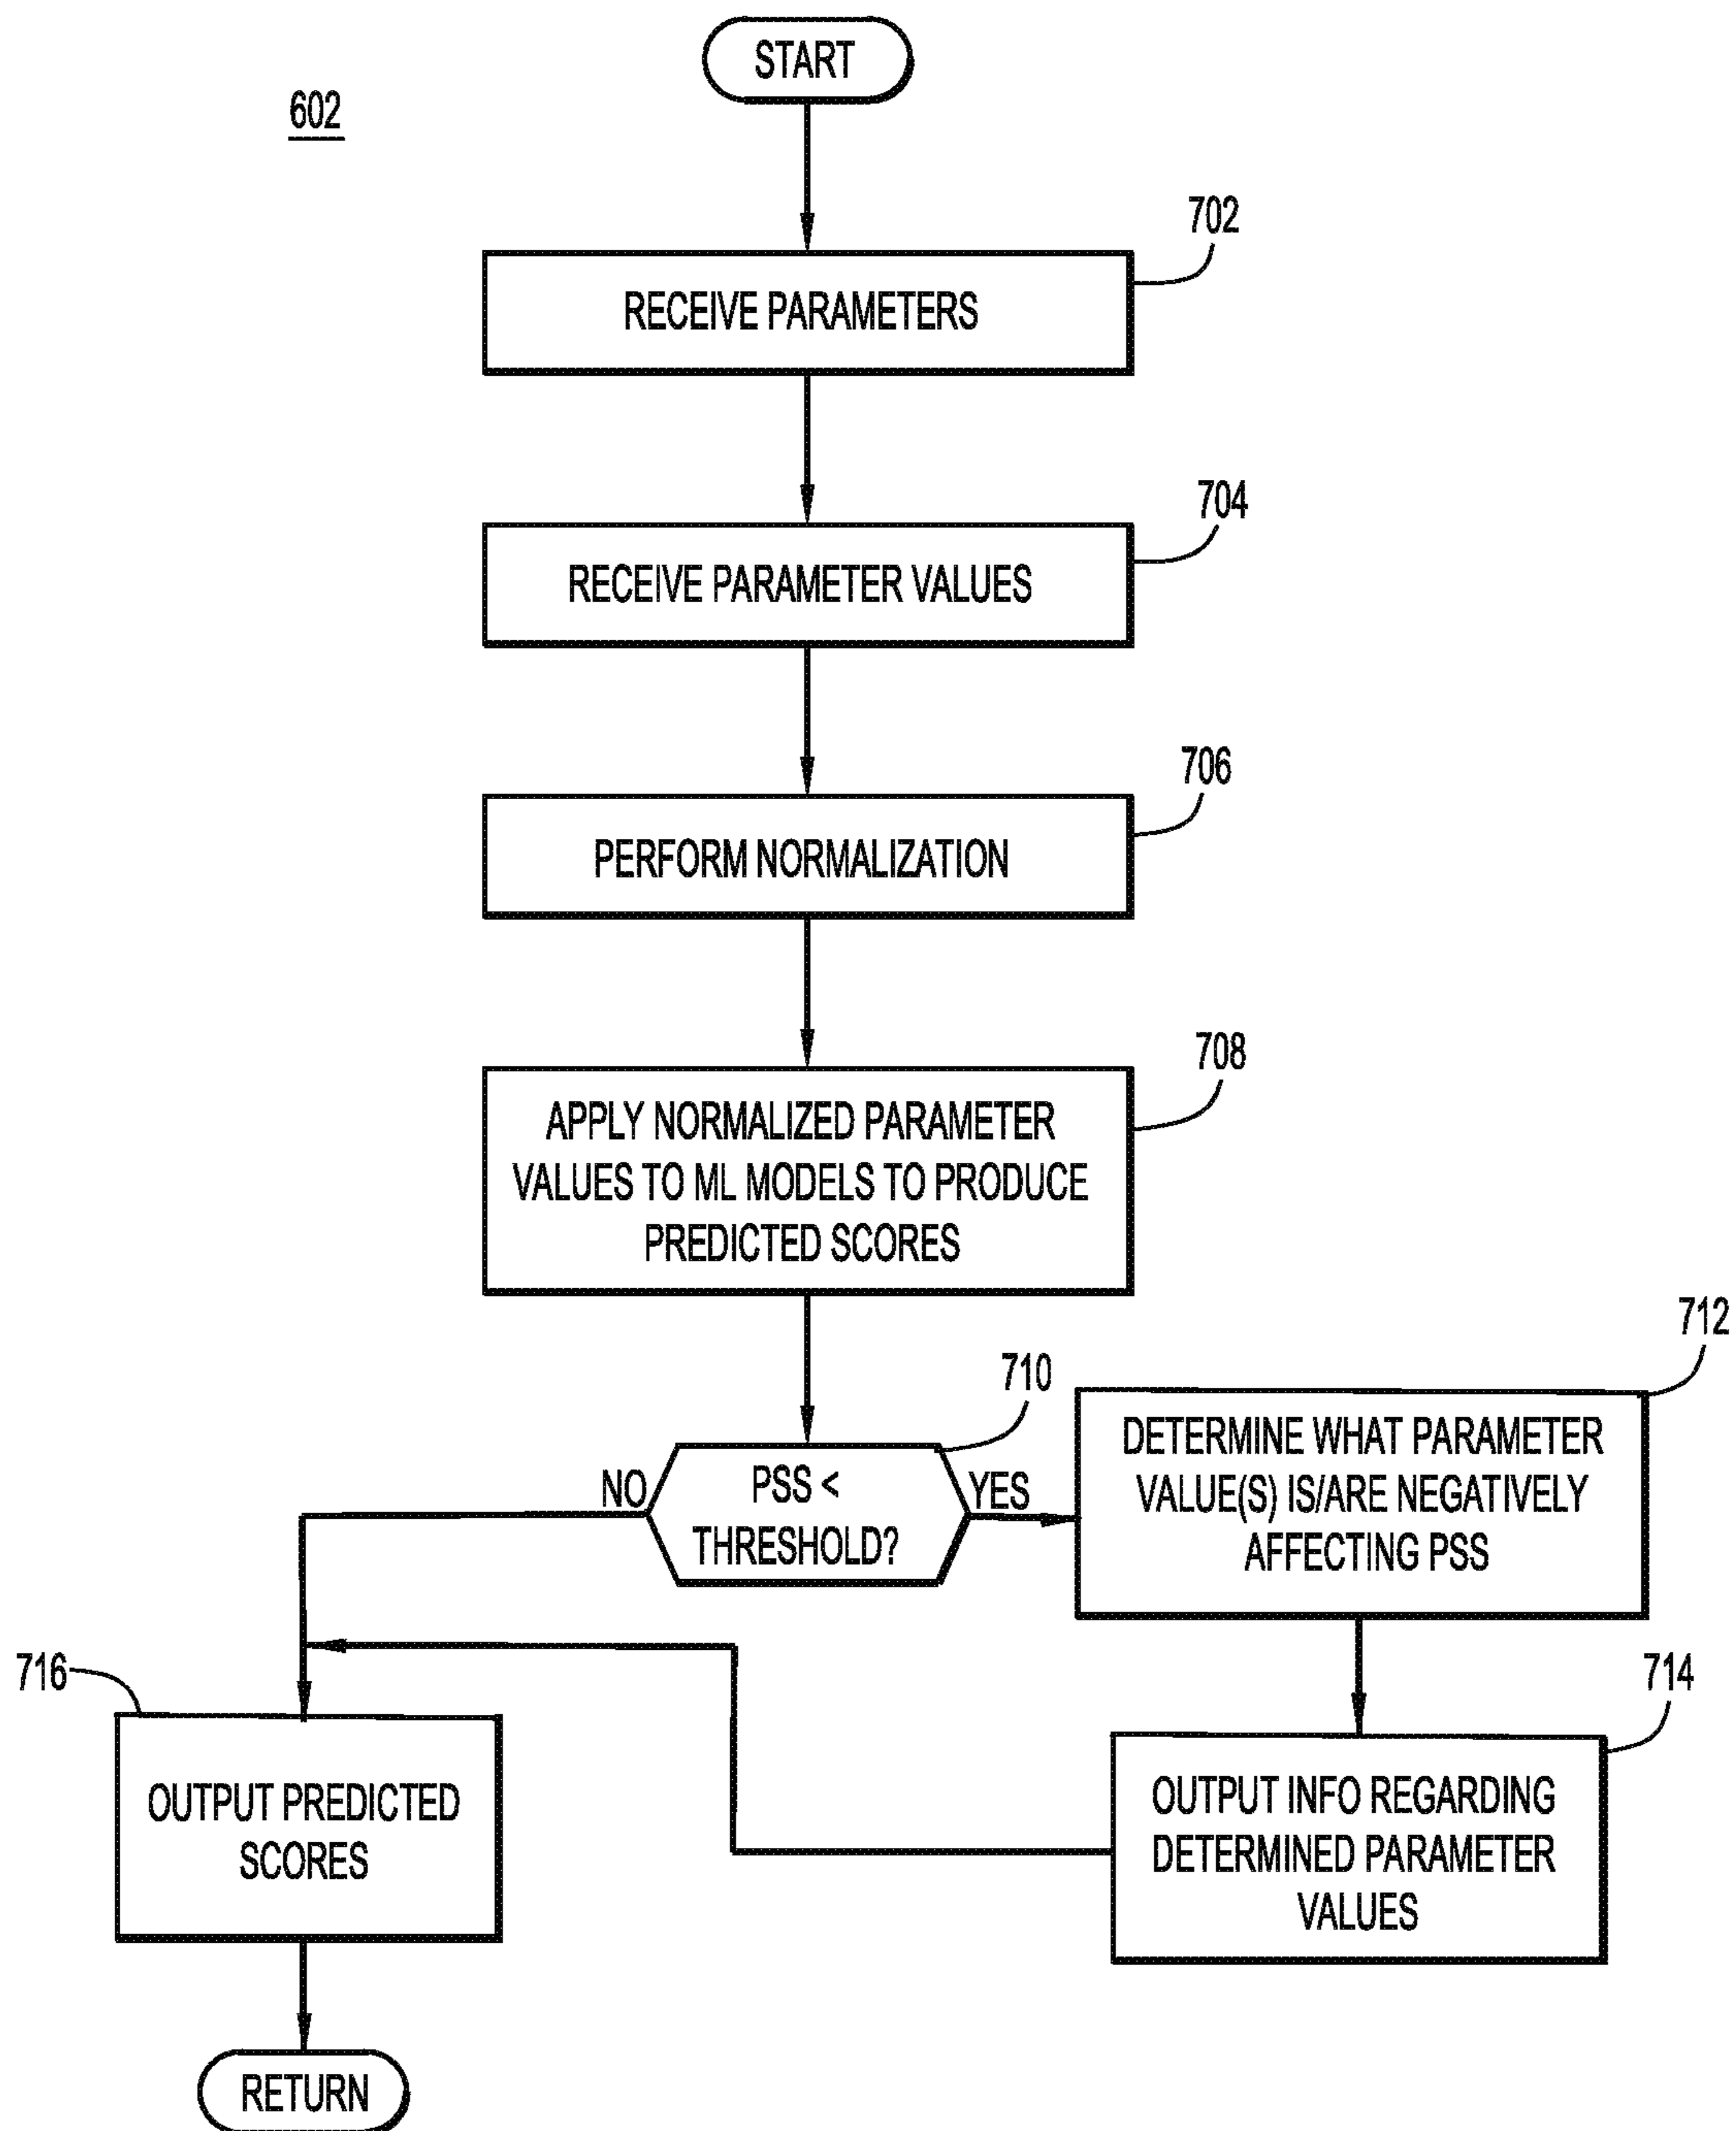 START
602
702
RECEIVE PARAMETERS
704
RECEIVE PARAMETER VALUES
706
PERFORM NORMALIZATION
708
APPLY NORMALIZED PARAMETER
VALUES TO ML MODELS TO PRODUCE
PREDICTED SCORES
710
PSS <
THRESHOLD?
NO
YES
712
DETERMINE WHAT PARAMETER
VALUE(S) IS/ARE NEGATIVELY
AFFECTING PSS
714
OUTPUT INFO REGARDING
DETERMINED PARAMETER
VALUES
716
OUTPUT PREDICTED
SCORES
RETURN